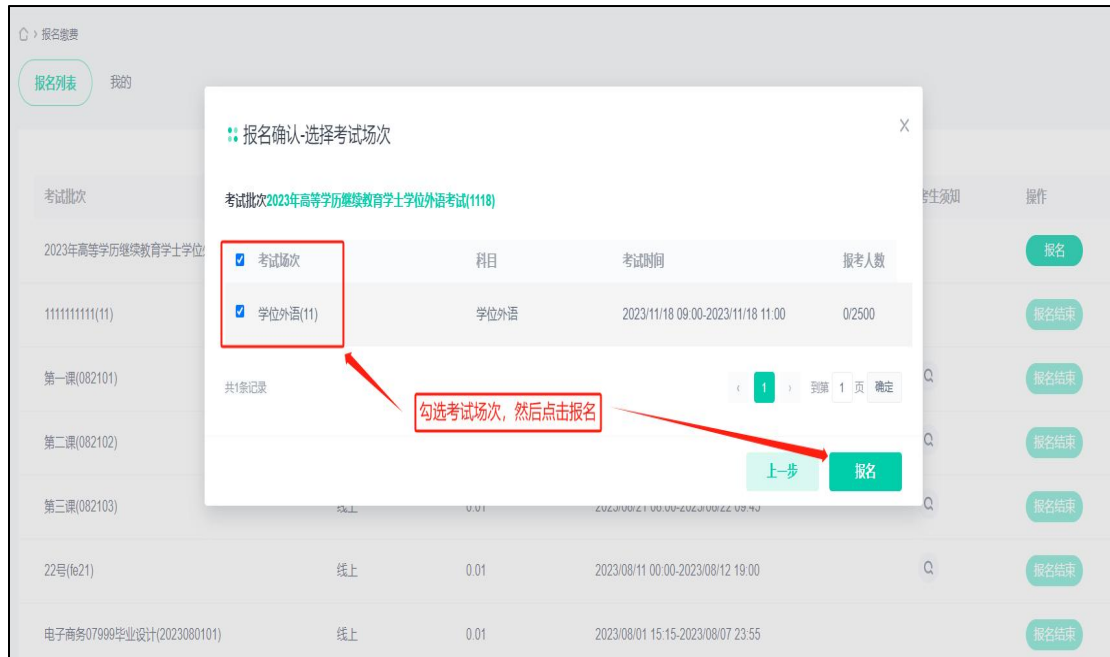 报名缴费
报名列表 我的
报名确认-选择考试场次 X
考试批次2023年高等学历继续教育学士学位外语考试(1118)
考试批次 考生须知 操作
考试场次 科目 考试时间 报考人数
2023年高等学历继续教育学士学位 报名
学位外语(11) 学位外语 2023/11/18 09:00-2023/11/18 11:00 0/2500
1111111111(11) 报名结束
第一课(082101) 报名结束
共1条记录 1 到第 1 页 确定
勾选考试场次，然后点击报名
第二课(082102) 报名结束
上一步 报名
第三课(082103) 线上 0.01 2023/08/21 08:00-2023/08/22 09:45 报名结束
22号(fe21) 线上 0.01 2023/08/11 00:00-2023/08/12 19:00 报名结束
电子商务07999毕业设计(2023080101) 线上 0.01 2023/08/01 15:15-2023/08/07 23:55 报名结束